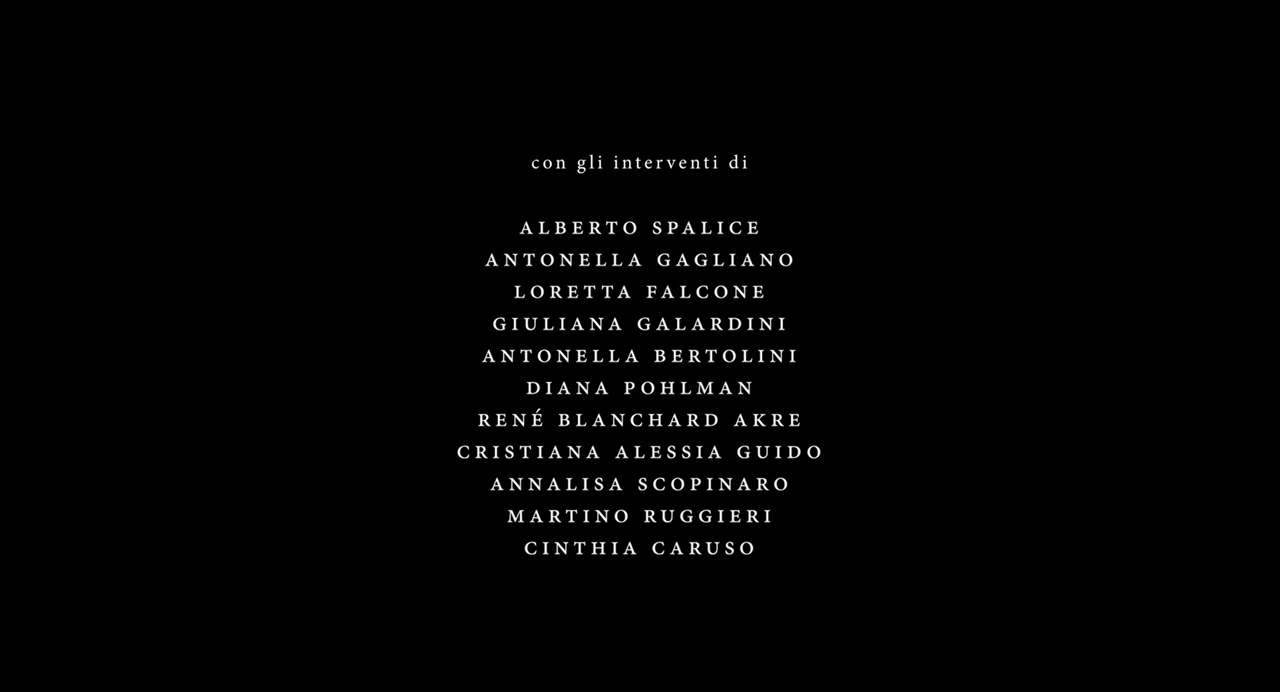 con gli interventi di
ALBERTO SPALICE
ANTONELLA GAGLIANO
LORETTA FALCONE
GIULIANA GALARDINI
ANTONELLA BERTOLINI
DIANA POHLMAN
RENÉ BLANCHARD AKRE
CRISTIANA ALESSIA GUIDO
ANNALISA SCOPINARO
MARTINO RUGGIERI
CINTHIA CARUSO